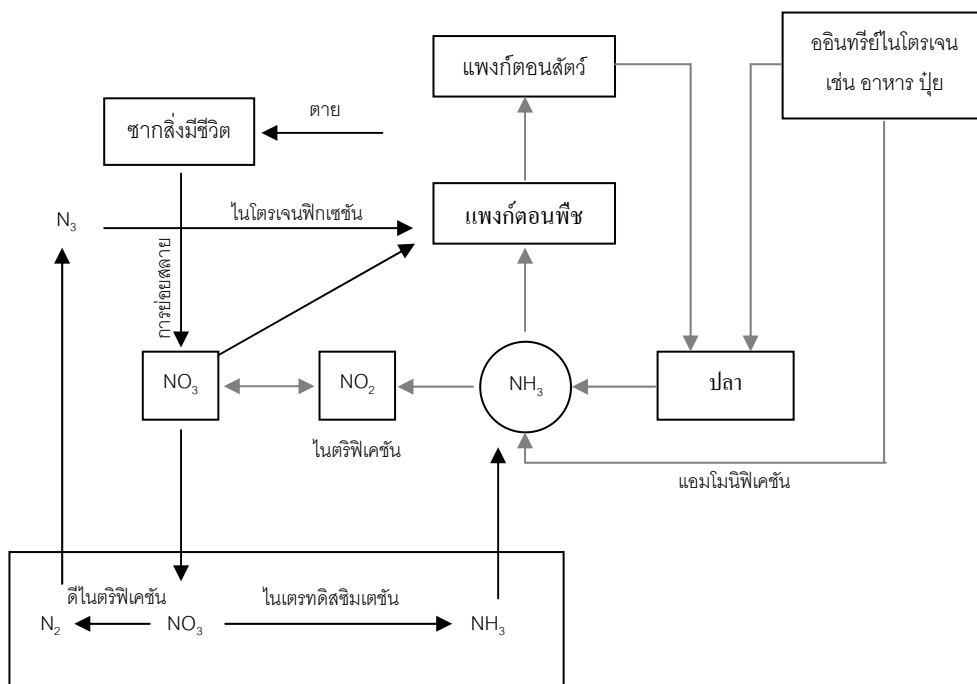 ออินทรีย์ไนโตรเจน
เช่น อาหาร ปุ๋ย
แพงก์ตอนสัตว์
ตาย
ซากสิ่งมีชีวิต
ไนโตรเจนฟิกเซชัน
แพงก์ตอนพืช
N3
การย่อยสลาย
NO3
NO2
NH3
ปลา
ไนตริฟิเคชัน
แอมโมนิฟิเคชัน
ดีไนตริฟิเคชัน
ไนเตรทดิสซิมเตชัน
N2
NO3
NH3